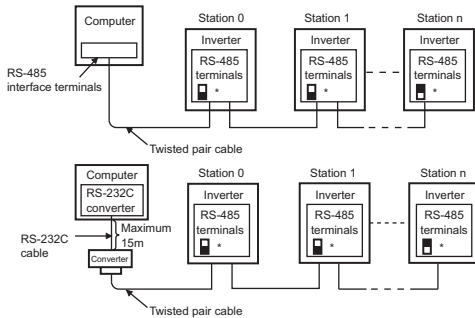 Station 0
Station 1
Station n
Computer
Inverter
Inverter
Inverter
RS-485
terminals
*
RS-485
terminals
*
RS-485
terminals
*
RS-485
interface terminals
Twisted pair cable
Station 0
Station 1
Station n
Computer
RS-232C
converter
Inverter
Inverter
Inverter
RS-485
terminals
*
RS-485
terminals
*
RS-485
terminals
*
Maximum
15m
RS-232C
cable
Converter
Twisted pair cable